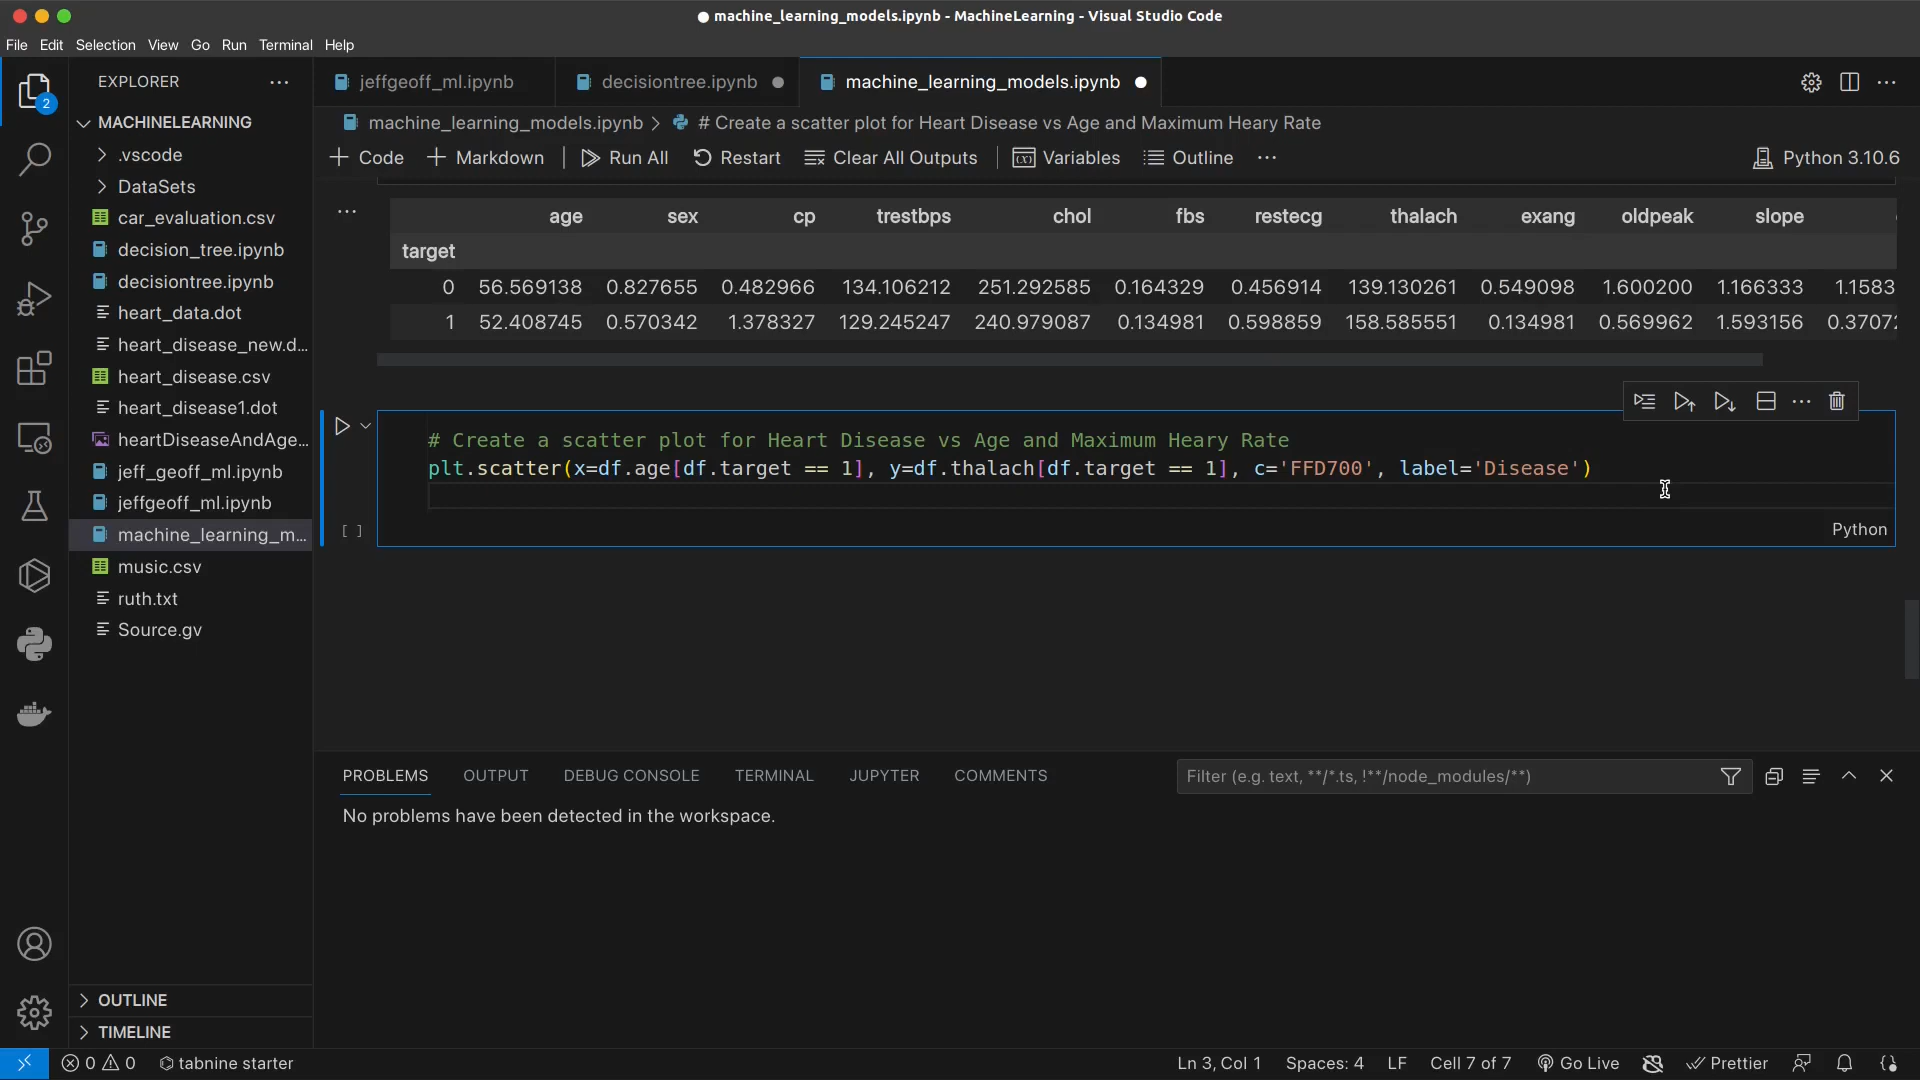 machine_learning_models.ipynb - MachineLearning - Visual Studio Code
File Edit Selection View Go Run Terminal Help
EXPLORER
2
MACHINELEARNING
.vscode
DataSets
car_evaluation.csv
decision_tree.ipynb
decisiontree.ipynb
heart_data.dot
heart_disease_new.d...
heart_disease.csv
heart_disease1.dot
heartDiseaseAndAge...
jeff_geoff_ml.ipynb
jeffgeoff_ml.ipynb
machine_learning_m...
music.csv
ruth.txt
Source.gv
OUTLINE
TIMELINE
jeffgeoff_ml.ipynb decisiontree.ipynb machine_learning_models.ipynb
machine_learning_models.ipynb > # Create a scatter plot for Heart Disease vs Age and Maximum Heary Rate
+ Code + Markdown Run All Restart Clear All Outputs Variables Outline ... Python 3.10.6
age sex cp trestbps chol fbs restecg thalach exang oldpeak slope
target
0 56.569138 0.827655 0.482966 134.106212 251.292585 0.164329 0.456914 139.130261 0.549098 1.600200 1.166333 1.1583
1 52.408745 0.570342 1.378327 129.245247 240.979087 0.134981 0.598859 158.585551 0.134981 0.569962 1.593156 0.3707
# Create a scatter plot for Heart Disease vs Age and Maximum Heary Rate
plt.scatter(x=df.age[df.target == 1], y=df.thalach[df.target == 1], c='FFD700', label='Disease')
[ ]
Python
PROBLEMS OUTPUT DEBUG CONSOLE TERMINAL JUPYTER COMMENTS Filter (e.g. text, **/*.ts, !**/node_modules/**)
No problems have been detected in the workspace.
0 0 tabnine starter Ln 3, Col 1 Spaces: 4 LF Cell 7 of 7 Go Live Prettier